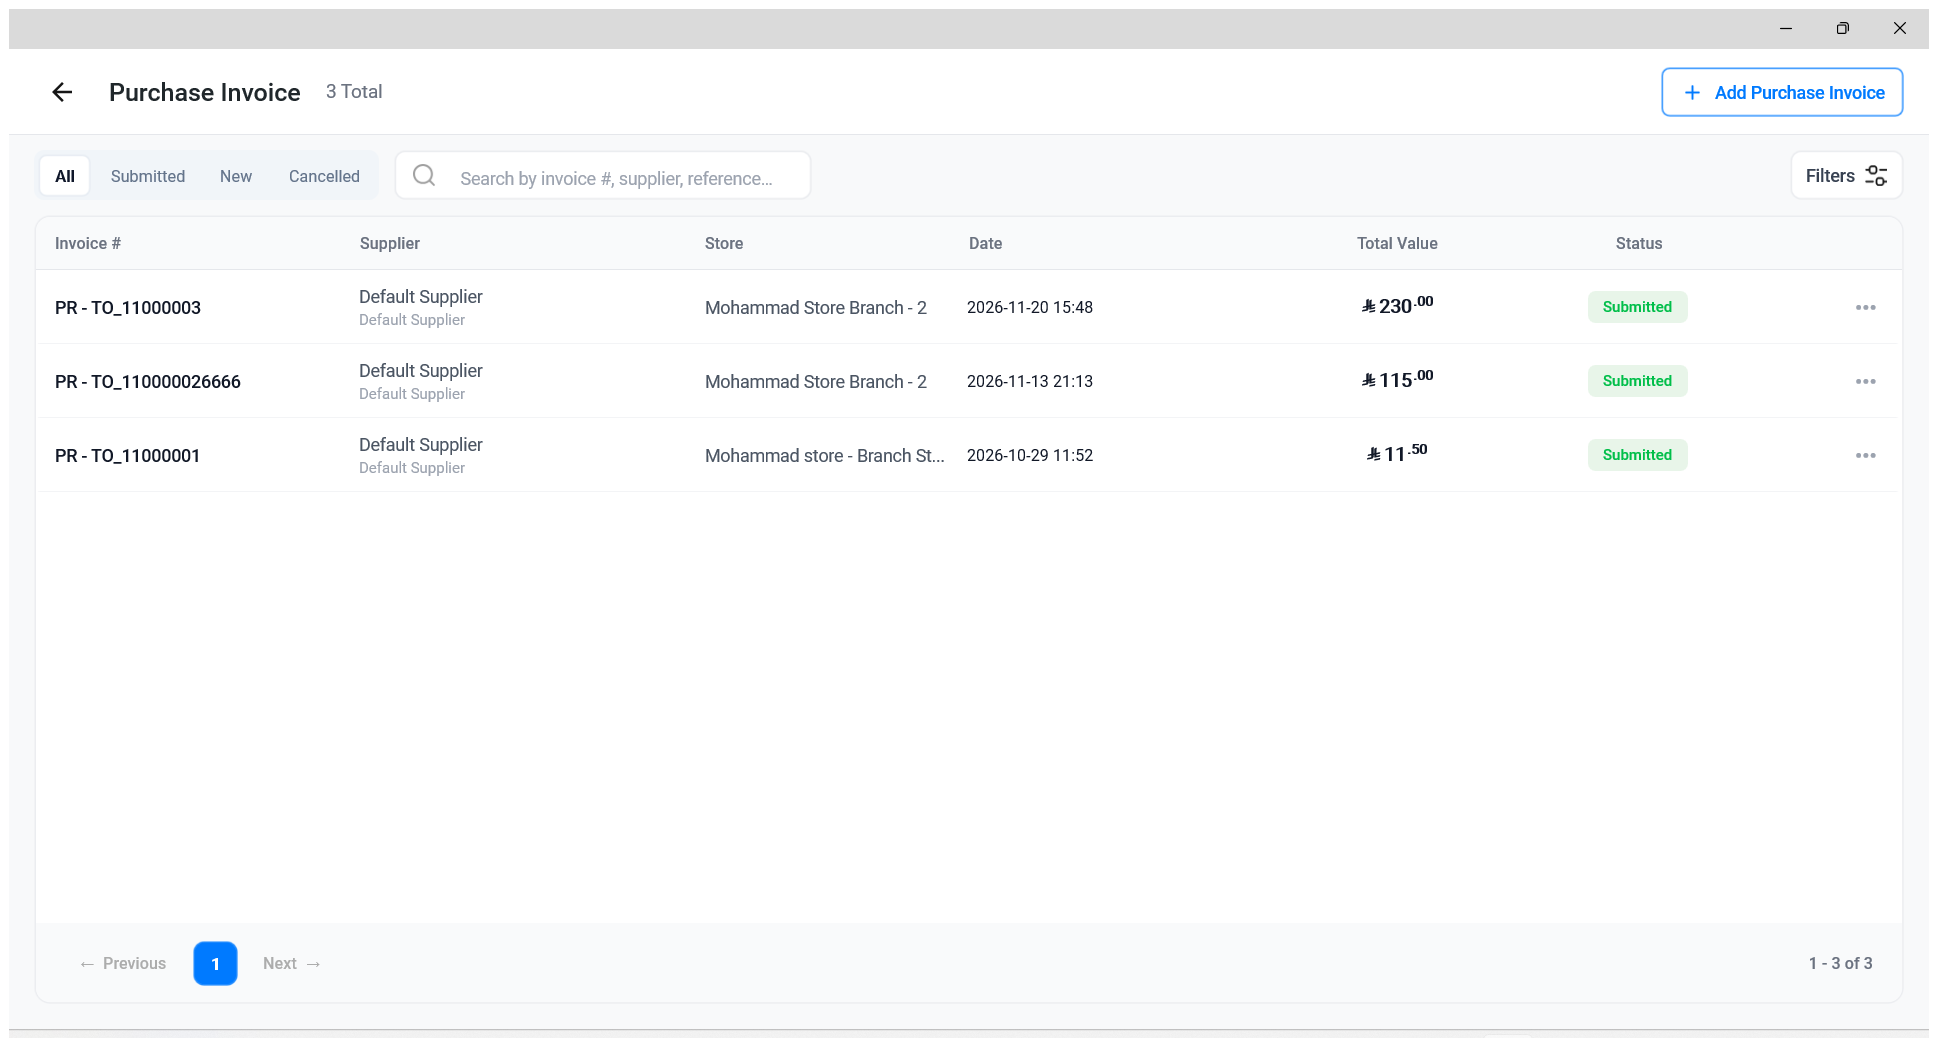 Purchase Invoice 3 Total
+ Add Purchase Invoice
All Submitted New Cancelled Search by invoice #, supplier, reference... Filters
Invoice # Supplier Store Date Total Value Status
PR - TO_11000003 Default Supplier Mohammad Store Branch - 2 2026-11-20 15:48 ⃁ 230.00 Submitted
Default Supplier
PR - TO_110000026666 Default Supplier Mohammad Store Branch - 2 2026-11-13 21:13 ⃁ 115.00 Submitted
Default Supplier
PR - TO_11000001 Default Supplier Mohammad store - Branch St... 2026-10-29 11:52 ⃁ 11.50 Submitted
Default Supplier
← Previous 1 Next → 1 - 3 of 3